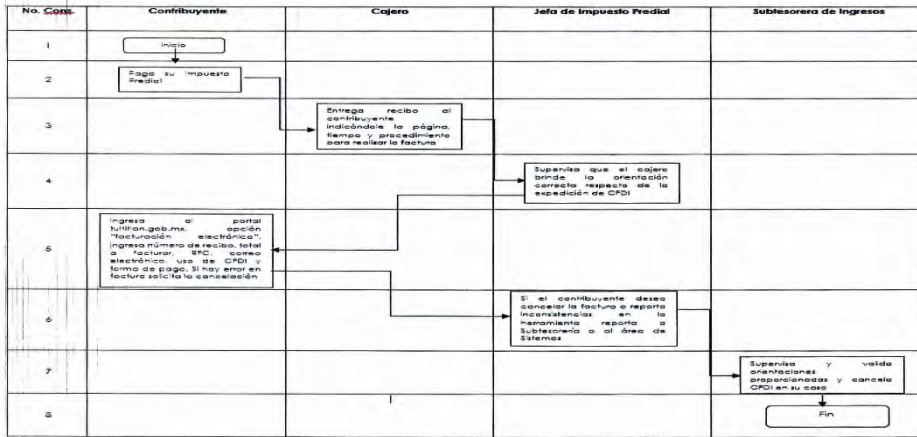 No. Cons. Contribuyente Cajero Jefa de Impuesto Predial Subtesorera de Ingresos
1
Inicio
2
Paga su Impuesto
Predial
3
Entrega recibo al
contribuyente
indicándole la página,
tiempo y procedimiento
para realizar la factura
4
Supervisa que el cajero
brinde la orientación
correcta respecto de la
expedición de CFDI
5
Ingresa al portal
tultitlan.gob.mx. opción
"facturación electrónica",
ingresa número de recibo, total
a facturar, RFC, correo
electrónico, uso de CFDI y
forma de pago. Si hay error en
factura solicita la cancelación
6
Si el contribuyente desea
cancelar la factura o reporta
inconsistencias en la
herramienta reporta a
Subtesorería o al área de
Sistemas
7
Supervisa y valida
orientaciones
proporcionadas y cancela
CFDI en su caso
8
Fin